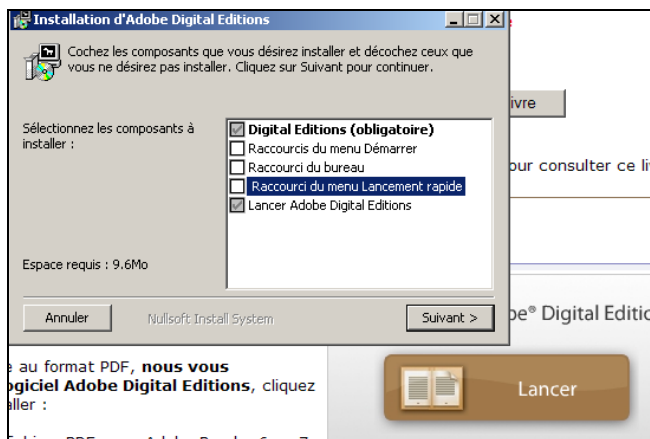 Installation d'Adobe Digital Editions
Cochez les composants que vous désirez installer et décochez ceux que
vous ne désirez pas installer. Cliquez sur Suivant pour continuer.
Sélectionnez les composants à
installer :
Digital Editions (obligatoire)
Raccourcis du menu Démarrer
Raccourci du bureau
Raccourci du menu Lancement rapide
Lancer Adobe Digital Editions
Espace requis : 9.6Mo
Annuler
Nullsoft Install System
Suivant >
ivre
our consulter ce li
be® Digital Editio
Lancer
e au format PDF, nous vous
ogiciel Adobe Digital Editions, cliquez
aller :